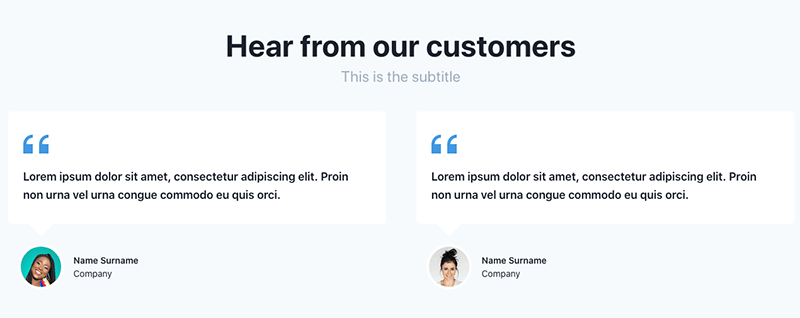 Hear from our customers
This is the subtitle
Lorem ipsum dolor sit amet, consectetur adipiscing elit. Proin
non urna vel urna congue commodo eu quis orci.
Name Surname
Company
Lorem ipsum dolor sit amet, consectetur adipiscing elit. Proin
non urna vel urna congue commodo eu quis orci.
Name Surname
Company